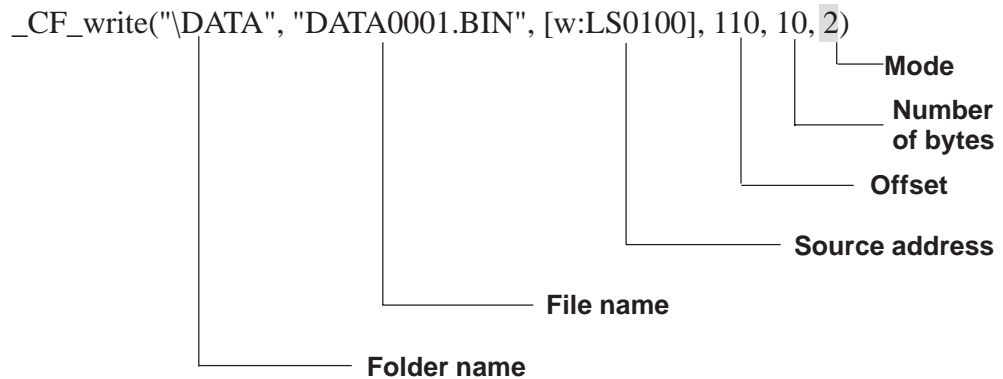 _CF_write("\DATA", "DATA0001.BIN", [w:LS0100], 110, 10, 2)
Mode
Number
of bytes
Offset
Source address
File name
Folder name